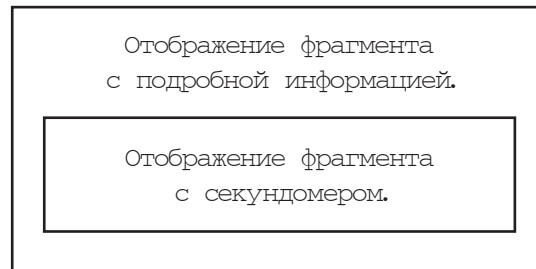 Отображение фрагмента
с подробной информацией.
Отображение фрагмента
с секундомером.